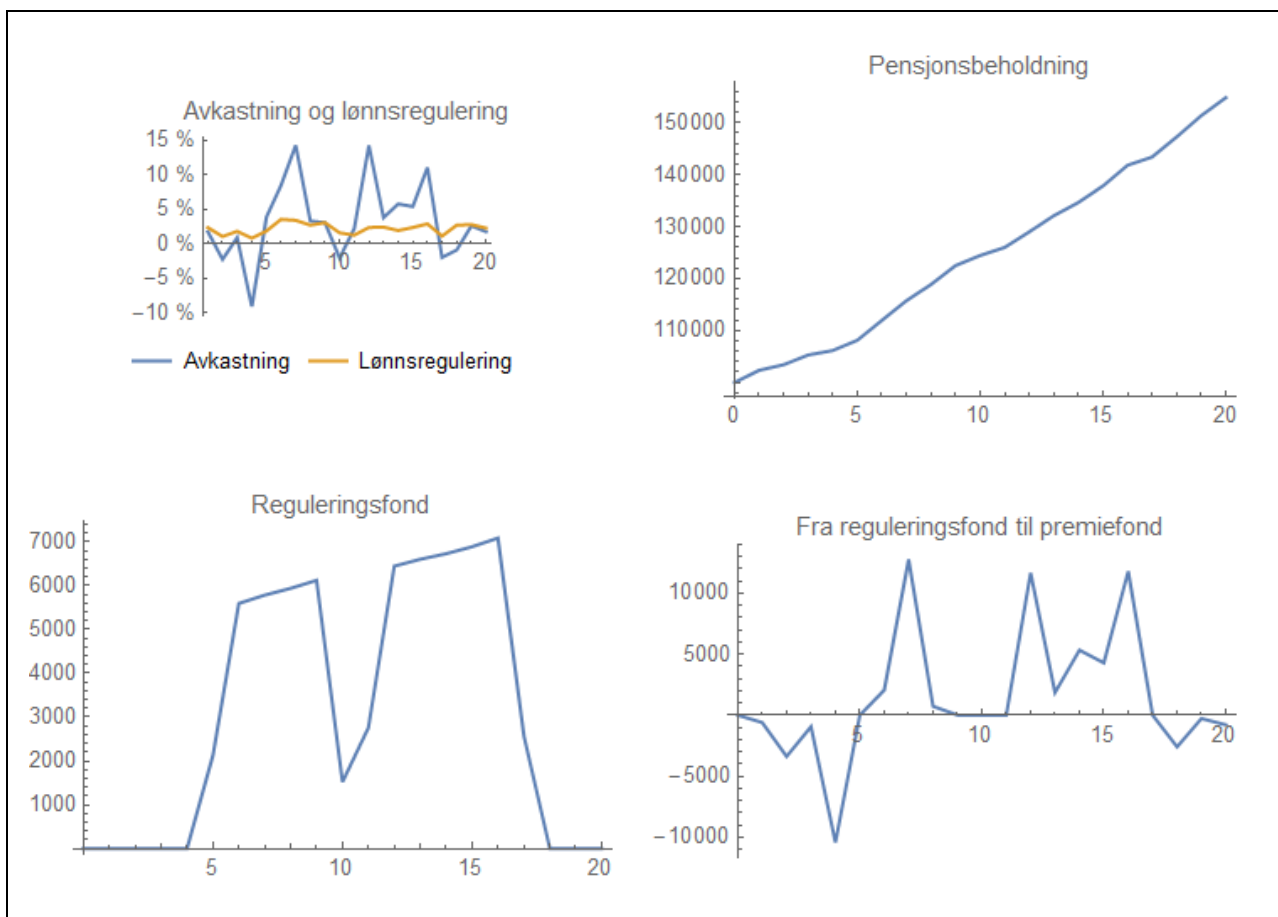 Avkastning og lønnsregulering
15 %
10 %
5 %
0 %
−5 %
−10 %
5 10 15 20
Avkastning Lønnsregulering
Pensjonsbeholdning
150000
140000
130000
120000
110000
0 5 10 15 20
Reguleringsfond
7000
6000
5000
4000
3000
2000
1000
5 10 15 20
Fra reguleringsfond til premiefond
10000
5000
−5000
−10000
5 10 15 20